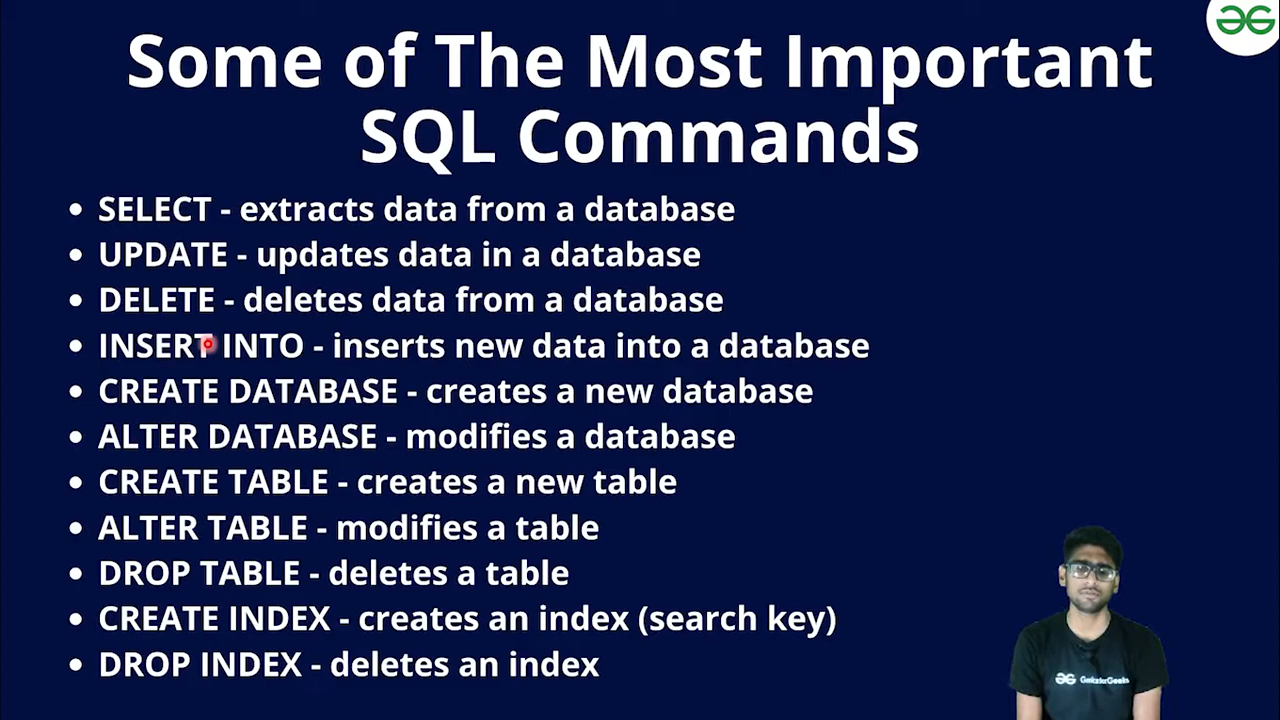 Some of The Most Important
SQL Commands
• SELECT - extracts data from a database
• UPDATE - updates data in a database
• DELETE - deletes data from a database
• INSERT INTO - inserts new data into a database
• CREATE DATABASE - creates a new database
• ALTER DATABASE - modifies a database
• CREATE TABLE - creates a new table
• ALTER TABLE - modifies a table
• DROP TABLE - deletes a table
• CREATE INDEX - creates an index (search key)
• DROP INDEX - deletes an index
GeeksforGeeks